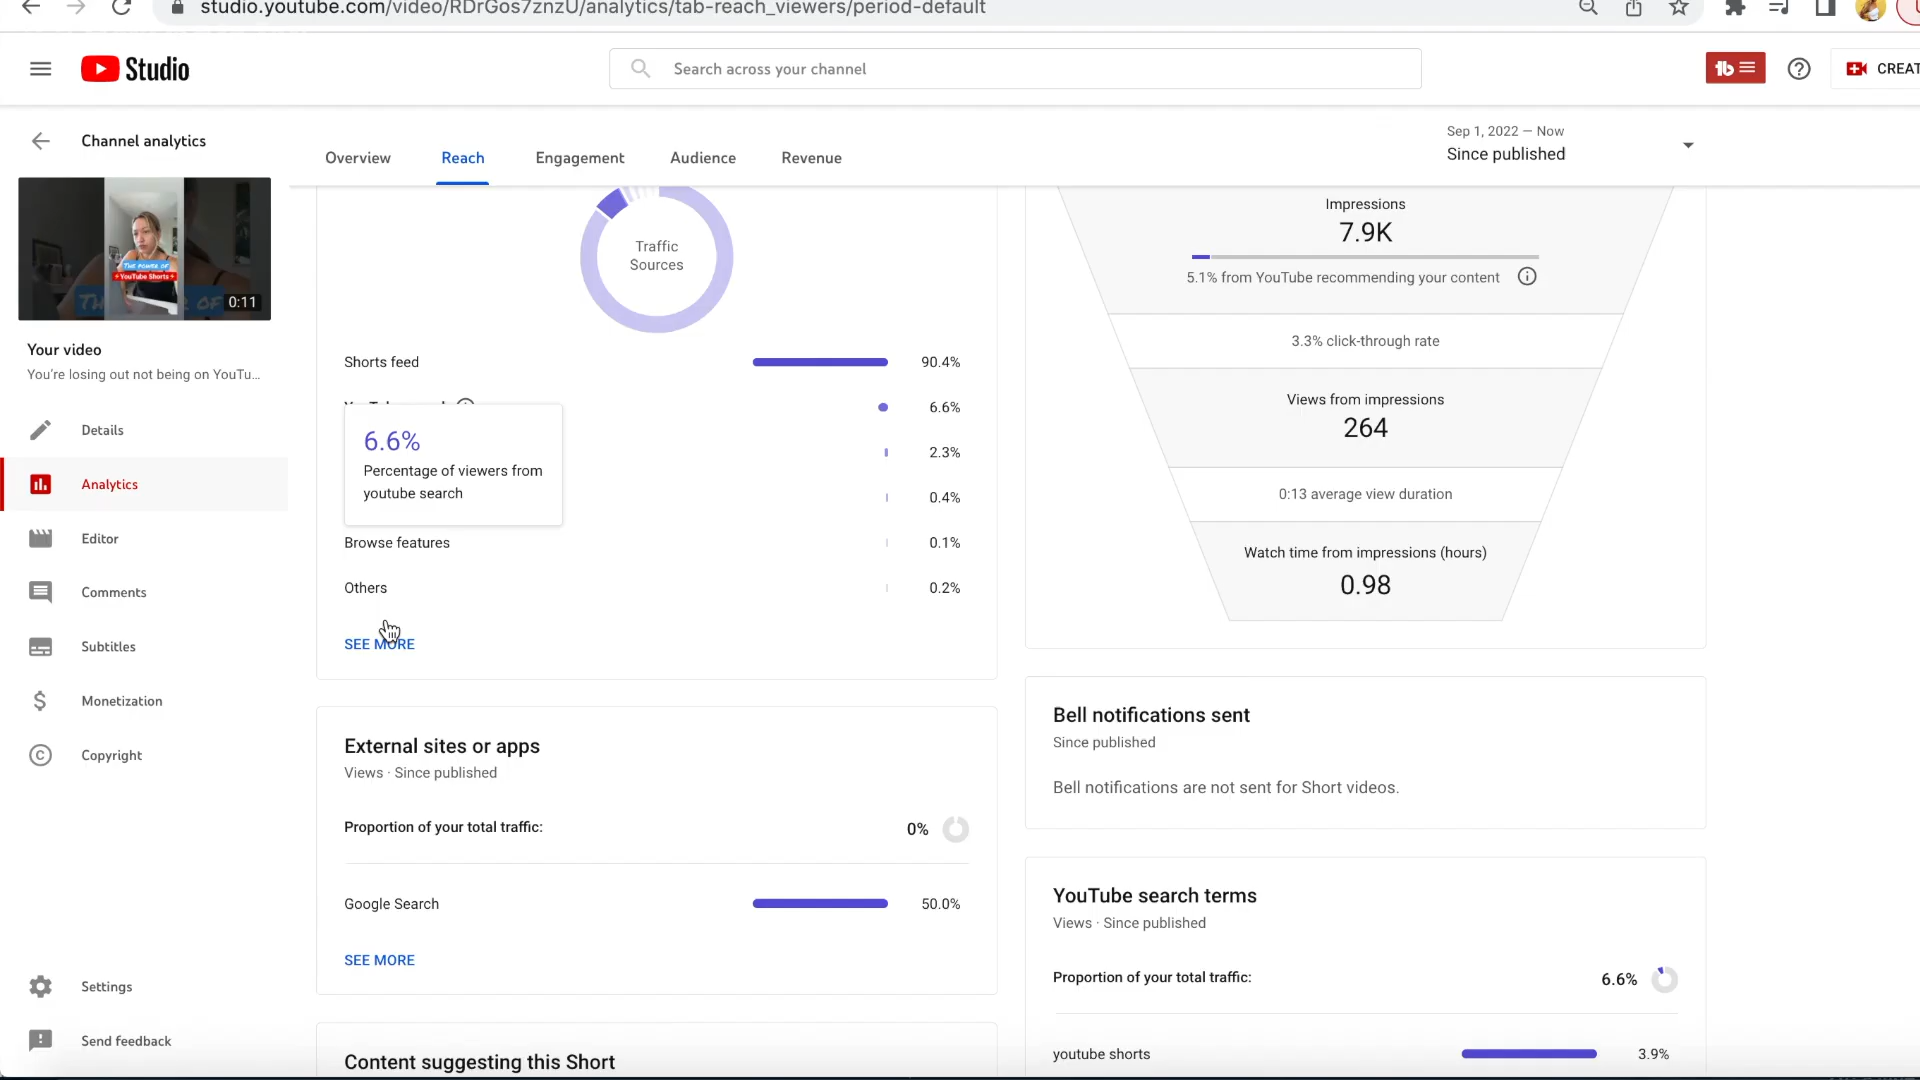 studio.youtube.com/video/RDrGos7znzU/analytics/tab-reach_viewers/period-default
Studio
Search across your channel
CREAT
Channel analytics
Overview
Reach
Engagement
Audience
Revenue
Sep 1, 2022 — Now
Since published
THE POWER OF
YouTube Shorts
0:11
Your video
You're losing out not being on YouTu...
Details
Analytics
Editor
Comments
Subtitles
Monetization
Copyright
Settings
Send feedback
Traffic
Sources
Shorts feed 90.4%
6.6%
2.3%
0.4%
6.6%
Percentage of viewers from
youtube search
Browse features 0.1%
Others 0.2%
SEE MORE
External sites or apps
Views · Since published
Proportion of your total traffic: 0%
Google Search 50.0%
SEE MORE
Content suggesting this Short
Impressions
7.9K
5.1% from YouTube recommending your content
3.3% click-through rate
Views from impressions
264
0:13 average view duration
Watch time from impressions (hours)
0.98
Bell notifications sent
Since published
Bell notifications are not sent for Short videos.
YouTube search terms
Views · Since published
Proportion of your total traffic: 6.6%
youtube shorts 3.9%